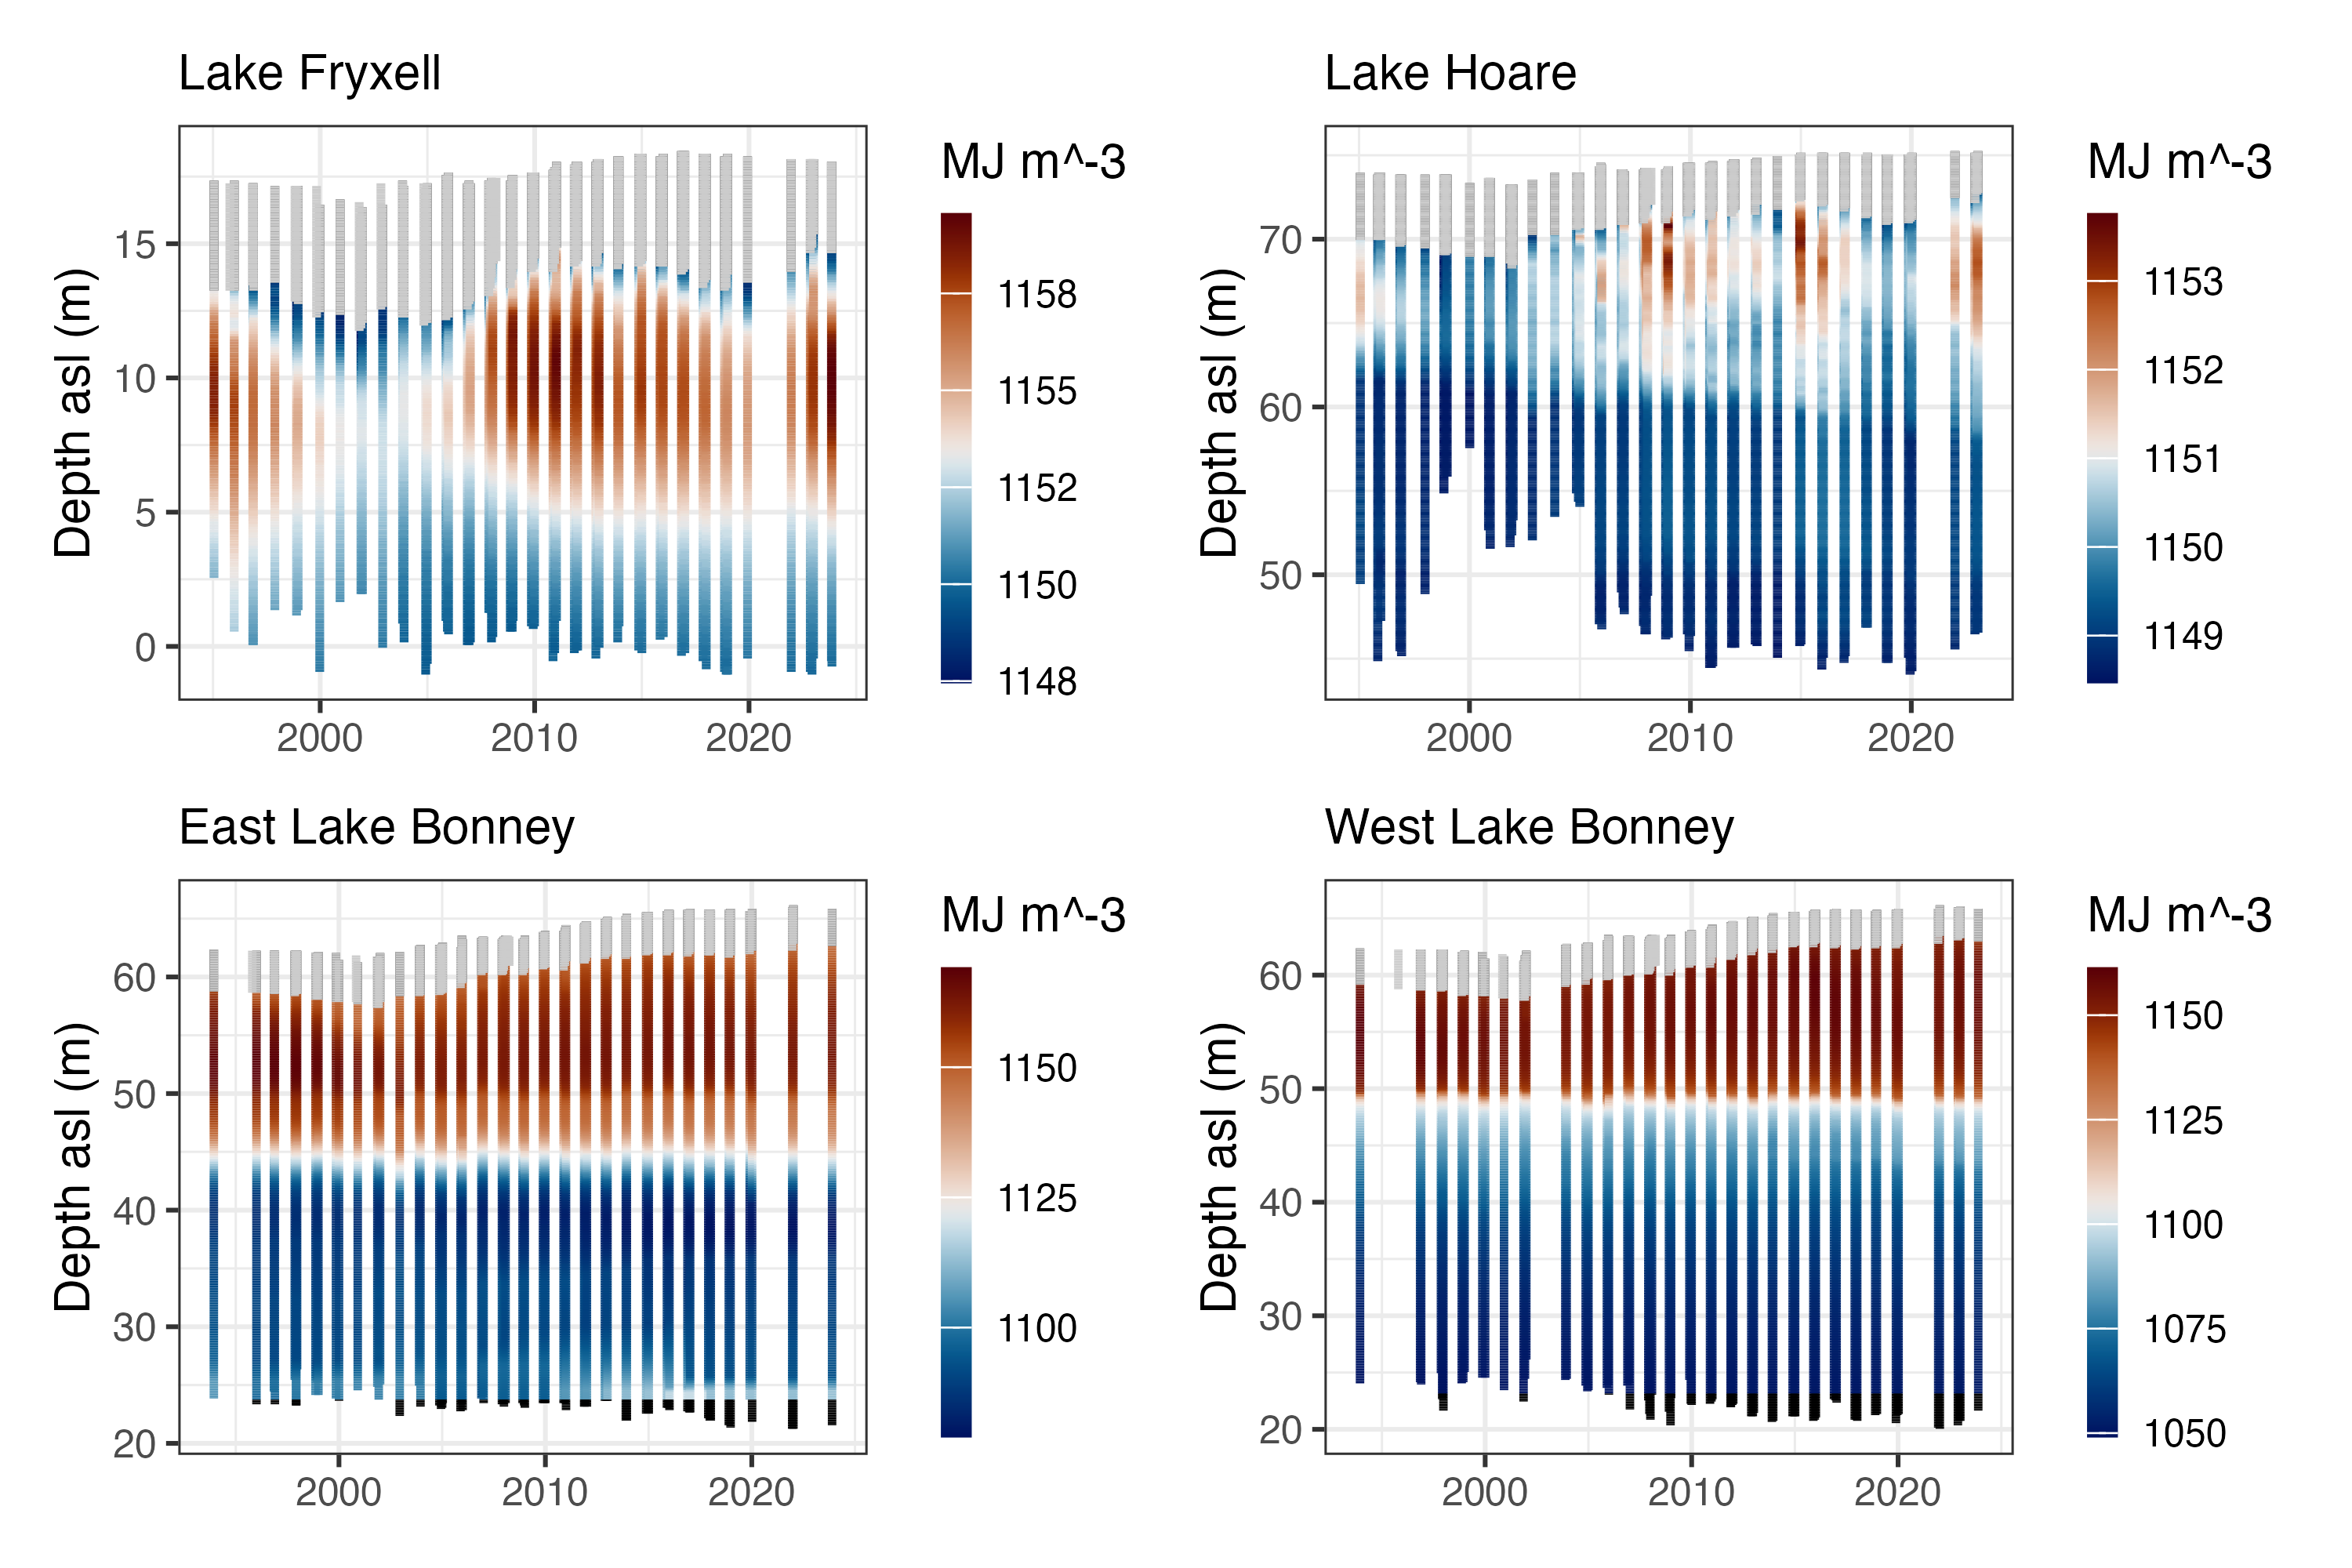 Lake Fryxell
Depth asl (m)
15
10
5
0
2000 2010 2020
MJ m^-3
1158
1155
1152
1150
1148
Lake Hoare
Depth asl (m)
70
60
50
2000 2010 2020
MJ m^-3
1153
1152
1151
1150
1149
East Lake Bonney
Depth asl (m)
60
50
40
30
20
2000 2010 2020
MJ m^-3
1150
1125
1100
West Lake Bonney
Depth asl (m)
60
50
40
30
20
2000 2010 2020
MJ m^-3
1150
1125
1100
1075
1050